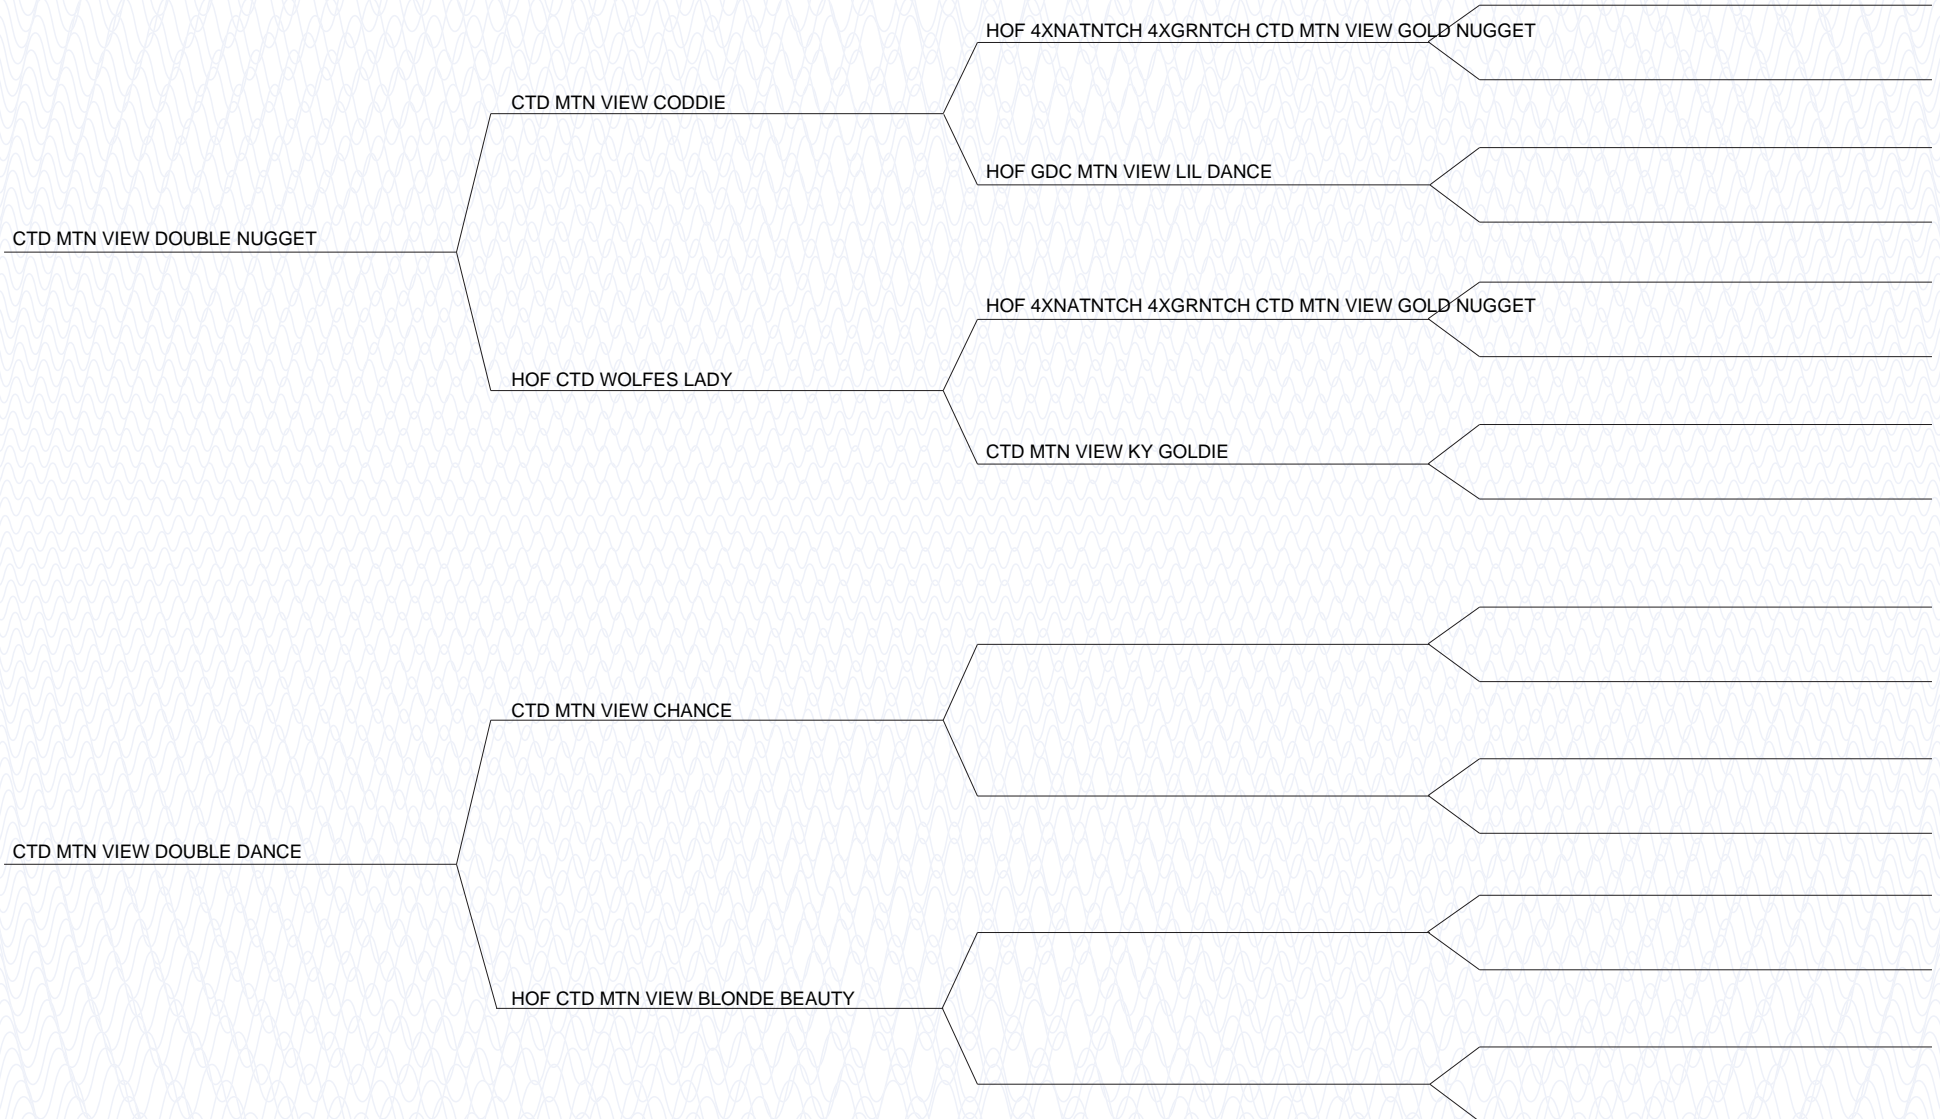 HOF 4XNATNTCH 4XGRNTCH CTD MTN VIEW GOLD NUGGET
CTD MTN VIEW CODDIE
HOF GDC MTN VIEW LIL DANCE
CTD MTN VIEW DOUBLE NUGGET
HOF 4XNATNTCH 4XGRNTCH CTD MTN VIEW GOLD NUGGET
HOF CTD WOLFES LADY
CTD MTN VIEW KY GOLDIE
CTD MTN VIEW CHANCE
CTD MTN VIEW DOUBLE DANCE
HOF CTD MTN VIEW BLONDE BEAUTY